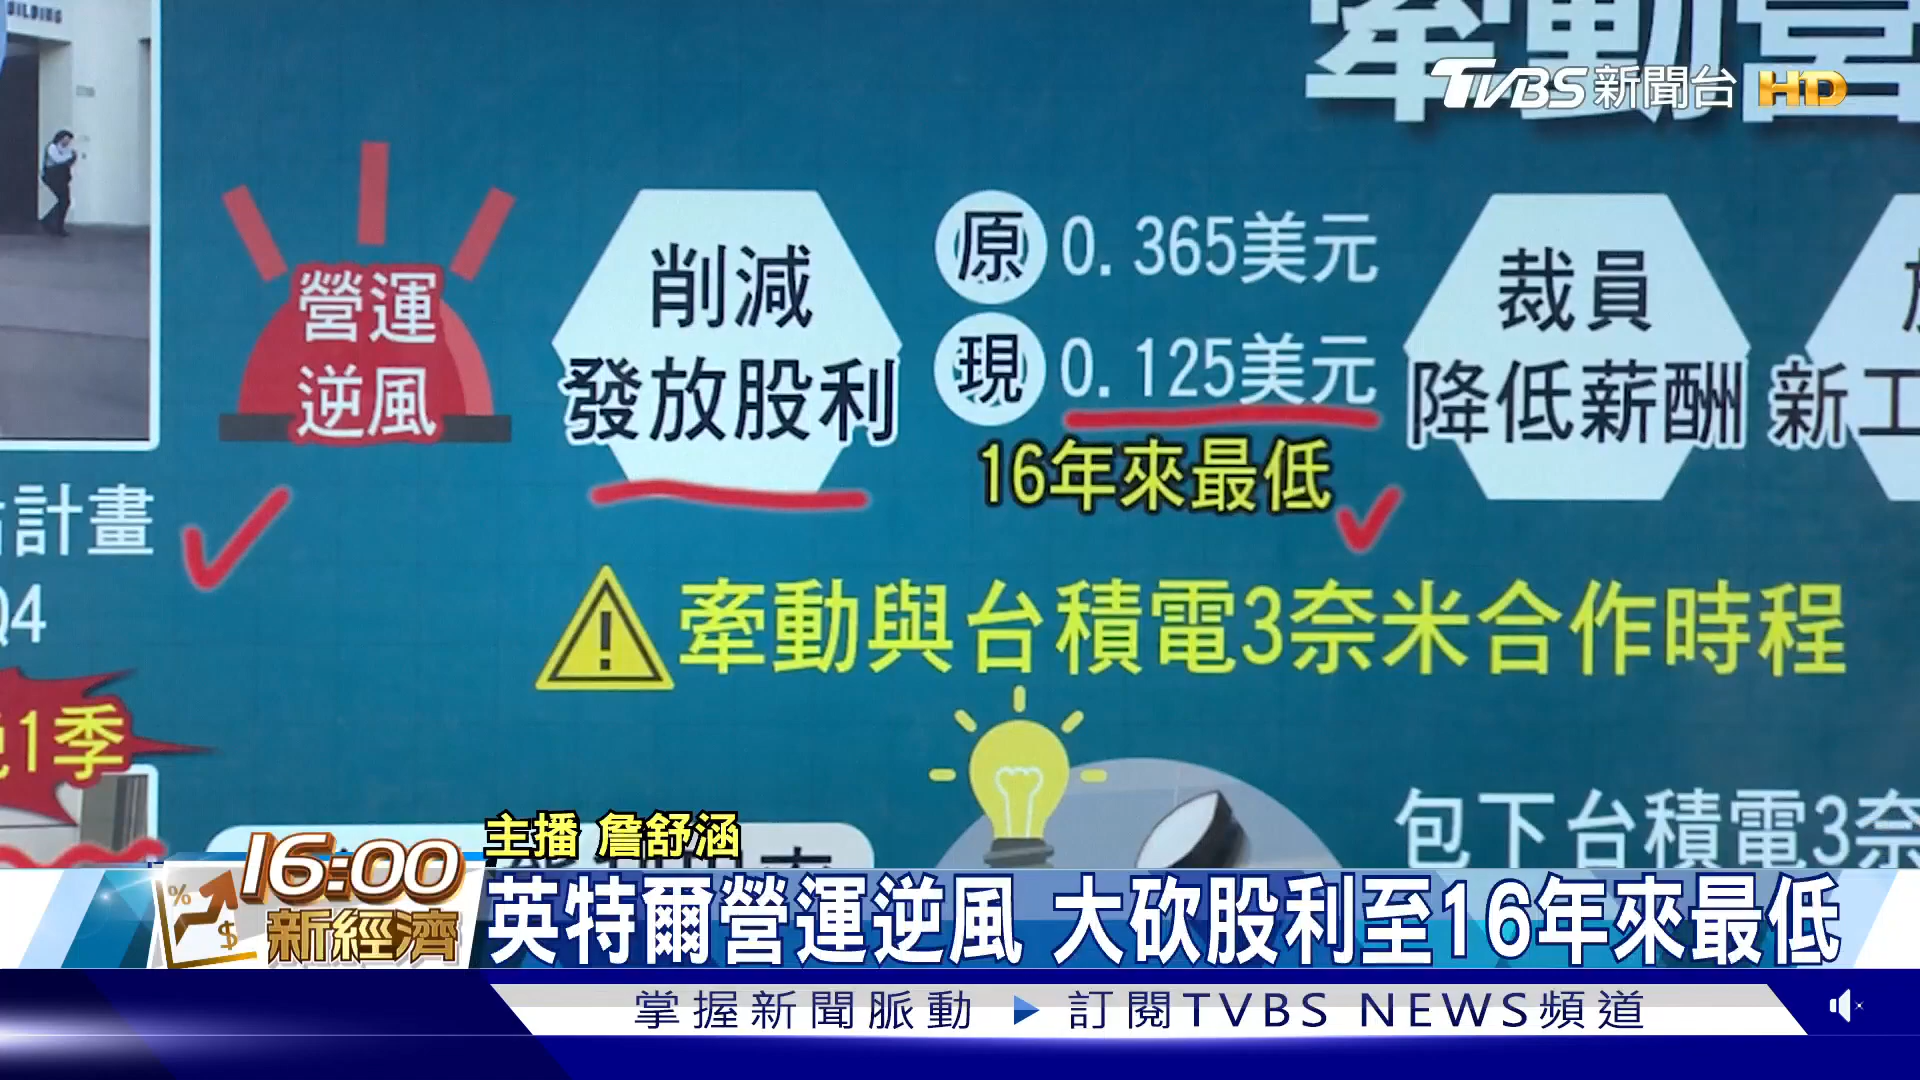 BUILDING
牽動營
TVBS新聞台 HD
營運
逆風
削減
發放股利
原 0.365美元
現 0.125美元
16年來最低
裁員
降低薪酬
新工
計畫
Q4
1季
牽動與台積電3奈米合作時程
包下台積電3奈
主播 詹舒涵
16:00
新經濟
% $
英特爾營運逆風 大砍股利至16年來最低
掌握新聞脈動 訂閱TVBS NEWS頻道